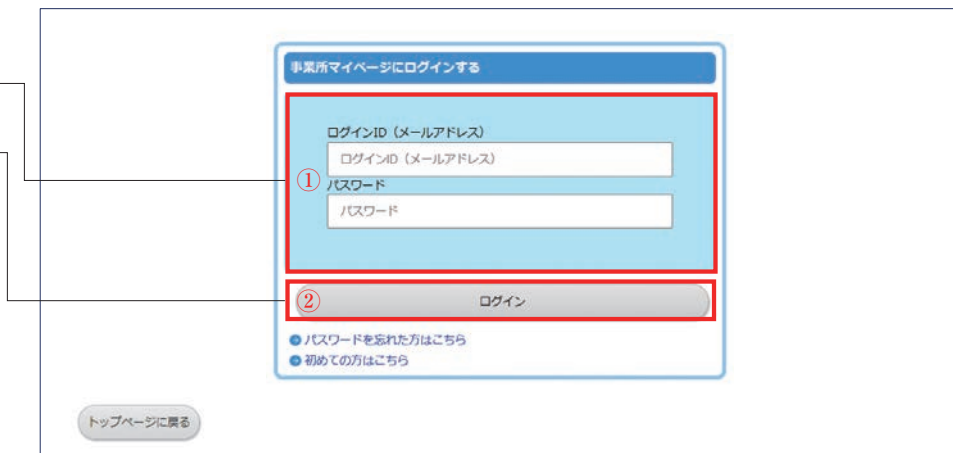 事業所マイページにログインする
ログインID（メールアドレス）
ログインID（メールアドレス）
①
パスワード
パスワード
② ログイン
パスワードを忘れた方はこちら
初めての方はこちら
トップページに戻る